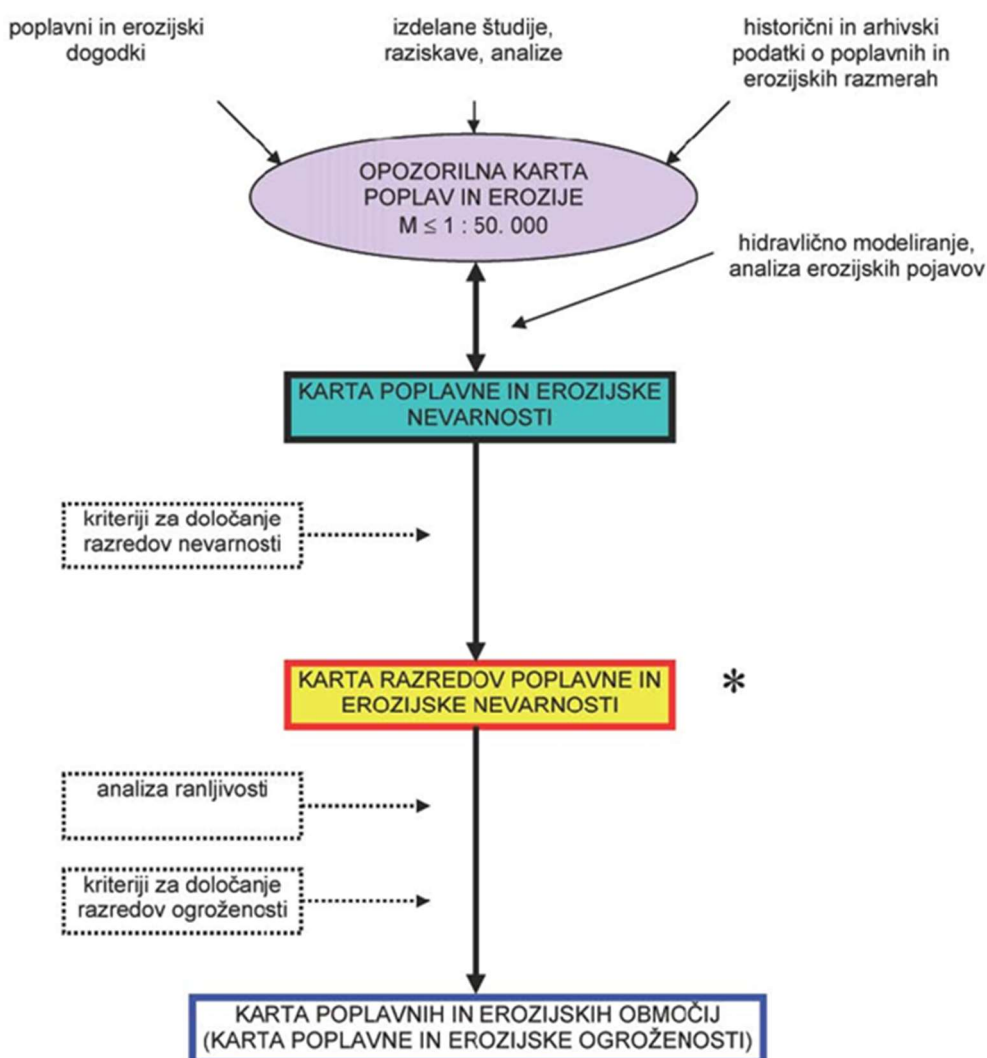 poplavni in erozijski
dogodki
izdelane študije,
raziskave, analize
historični in arhivski
podatki o poplavnih in
erozijskih razmerah
OPOZORILNA KARTA
POPLAV IN EROZIJE
M ≤ 1 : 50. 000
hidravlično modeliranje,
analiza erozijskih pojavov
KARTA POPLAVNE IN EROZIJSKE
NEVARNOSTI
kriteriji za določanje
razredov nevarnosti
KARTA RAZREDOV POPLAVNE IN
EROZIJSKE NEVARNOSTI
*
analiza ranljivosti
kriteriji za določanje
razredov ogroženosti
KARTA POPLAVNIH IN EROZIJSKIH OBMOČIJ
(KARTA POPLAVNE IN EROZIJSKE OGROŽENOSTI)